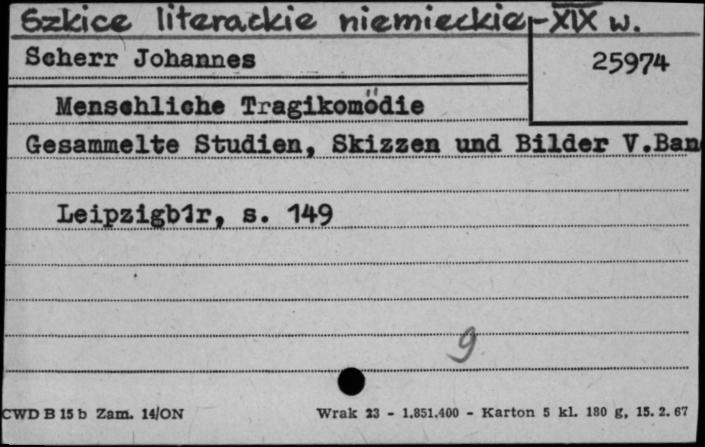 Szkice literackie niemieckie - XIX w.
Scherr Johannes
25974
Menschliche Tragikomödie
Gesammelte Studien, Skizzen und Bilder V.Ban
Leipzigb1r, s. 149
9
CWD B 15 b Zam. 14/ON
Wrak 23 - 1.851.400 - Karton 5 kl. 180 g, 15. 2. 67